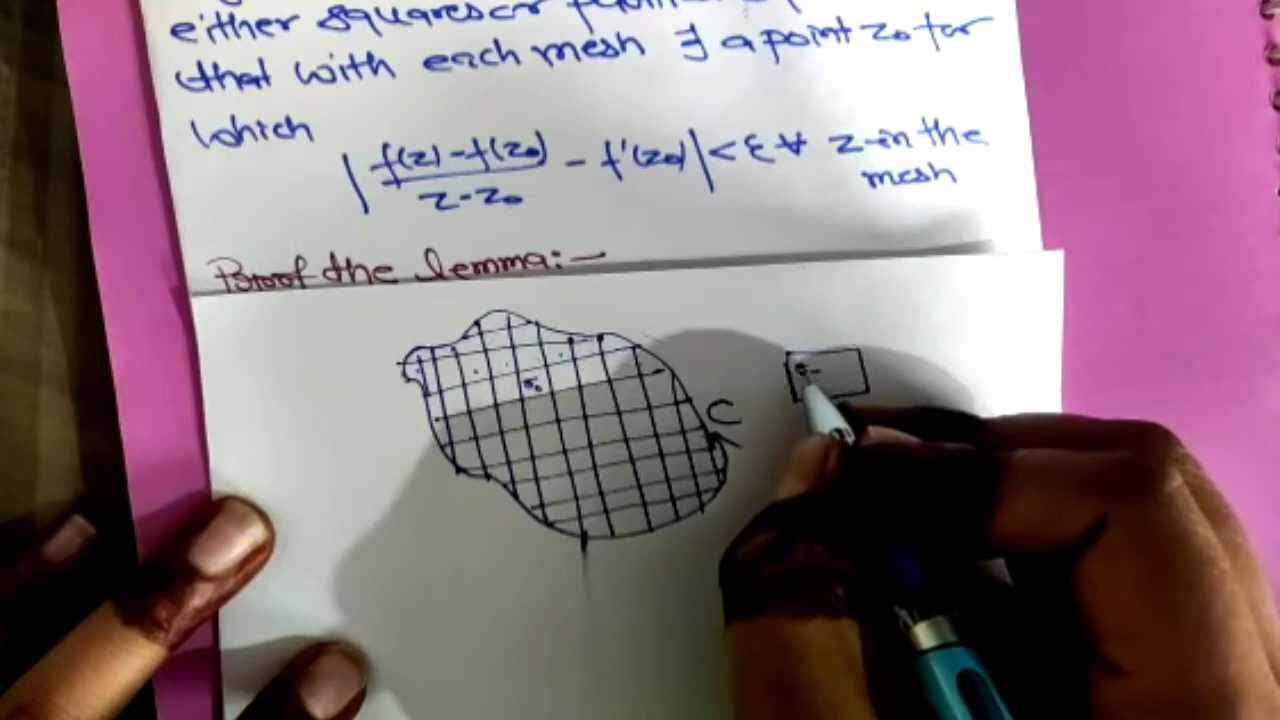 either squares or
that with each mesh ∃ a point z₀ for
which
| f(z)-f(z₀) / z-z₀ - f'(z₀) | < ε ∀ z in the
mesh
Proof the lemma:-
C